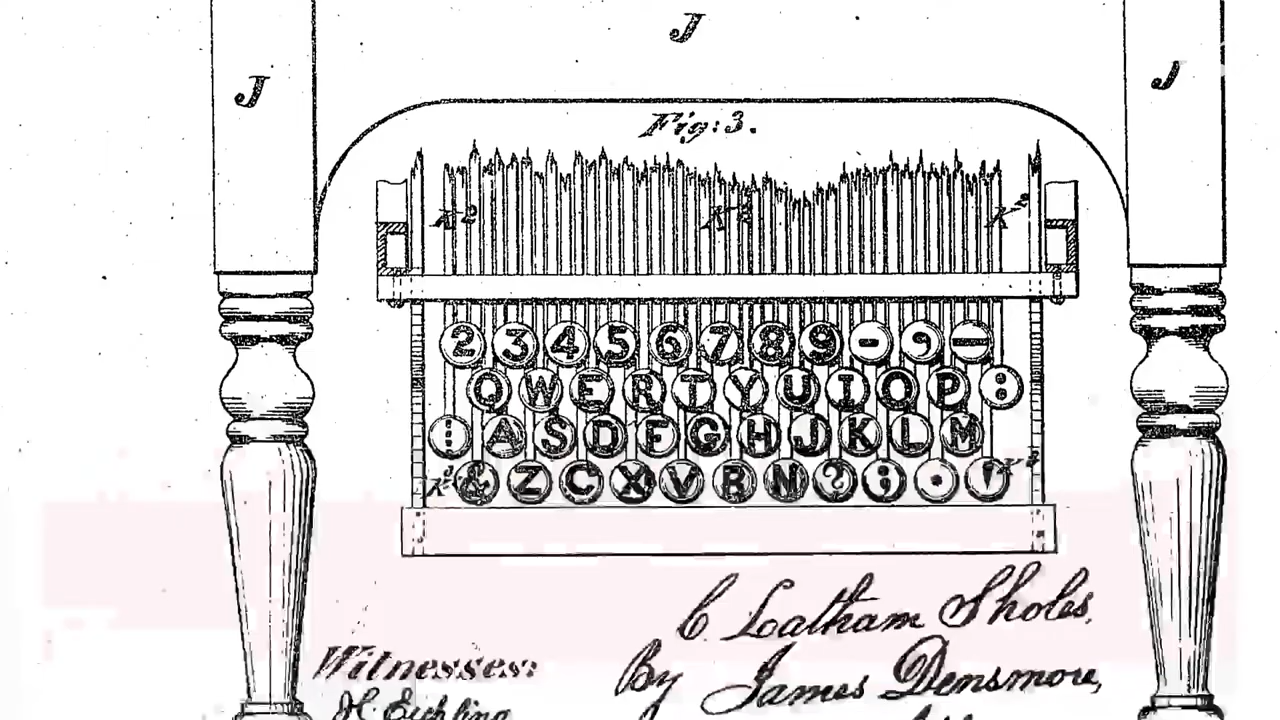 J
J J
Fig: 3.
K2 K2 K2
2 3 4 5 6 7 8 9 - , —
Q W E R T Y U I O P :
⋮ A S D F G H J K L M
K3 & Z C X V B N ? ; . ! K3
C. Latham Sholes.
By James Densmore,
Witnesses: